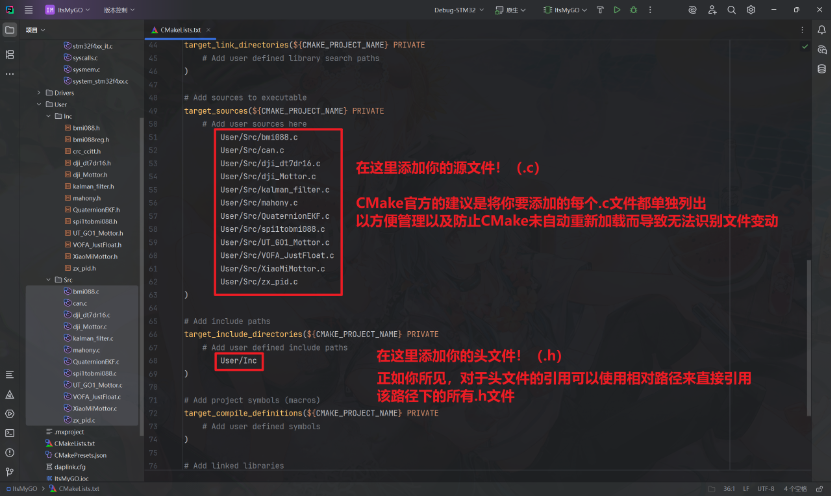 IM ItsMyGO 版本控制 Debug-STM32 原生 ItsMyGO
项目
stm32f4xx_it.c
syscalls.c
sysmem.c
system_stm32f4xx.c
Drivers
User
Inc
bmi088.h
bmi088reg.h
crc_ccitt.h
dji_dt7dr16.h
dji_Mottor.h
kalman_filter.h
mahony.h
QuaternionEKF.h
spi1tobmi088.h
UT_GO1_Mottor.h
VOFA_JustFloat.h
XiaoMiMottor.h
zx_pid.h
Src
bmi088.c
can.c
dji_dt7dr16.c
dji_Mottor.c
kalman_filter.c
mahony.c
QuaternionEKF.c
spi1tobmi088.c
UT_GO1_Mottor.c
VOFA_JustFloat.c
XiaoMiMottor.c
zx_pid.c
.mxproject
CMakeLists.txt
CMakePresets.json
daplink.cfg
ItsMyGO.ioc
CMakeLists.txt
44 target_link_directories(${CMAKE_PROJECT_NAME} PRIVATE
45 # Add user defined library search paths
46 )
47
48 # Add sources to executable
49 target_sources(${CMAKE_PROJECT_NAME} PRIVATE
50 # Add user sources here
51 User/Src/bmi088.c
52 User/Src/can.c
53 User/Src/dji_dt7dr16.c
54 User/Src/dji_Mottor.c
55 User/Src/kalman_filter.c
56 User/Src/mahony.c
57 User/Src/QuaternionEKF.c
58 User/Src/spi1tobmi088.c
59 User/Src/UT_GO1_Mottor.c
60 User/Src/VOFA_JustFloat.c
61 User/Src/XiaoMiMottor.c
62 User/Src/zx_pid.c
63 )
64
65 # Add include paths
66 target_include_directories(${CMAKE_PROJECT_NAME} PRIVATE
67 # Add user defined include paths
68 User/Inc
69 )
70
71 # Add project symbols (macros)
72 target_compile_definitions(${CMAKE_PROJECT_NAME} PRIVATE
73 # Add user defined symbols
74 )
75
76 # Add linked libraries
在这里添加你的源文件！（.c）
CMake官方的建议是将你要添加的每个.c文件都单独列出
以方便管理以及防止CMake未自动重新加载而导致无法识别文件变动
在这里添加你的头文件！（.h）
正如你所见，对于头文件的引用可以使用相对路径来直接引用
该路径下的所有.h文件
ItsMyGO CMakeLists.txt 36:1 LF UTF-8 4 个空格